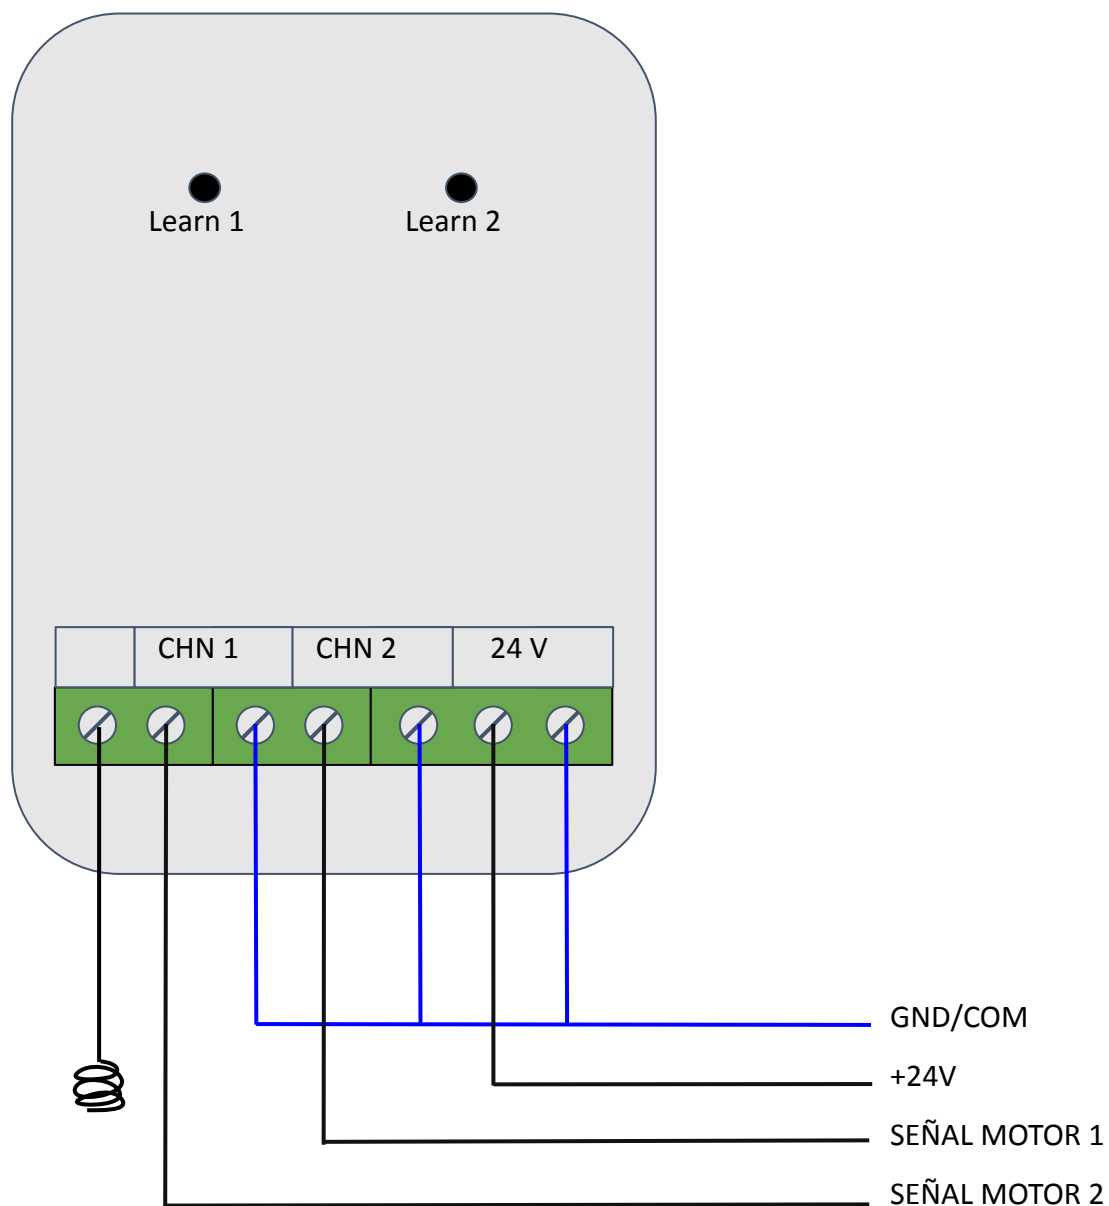 Learn 1
Learn 2
CHN 1
CHN 2
24 V
GND/COM
+24V
SEÑAL MOTOR 1
SEÑAL MOTOR 2